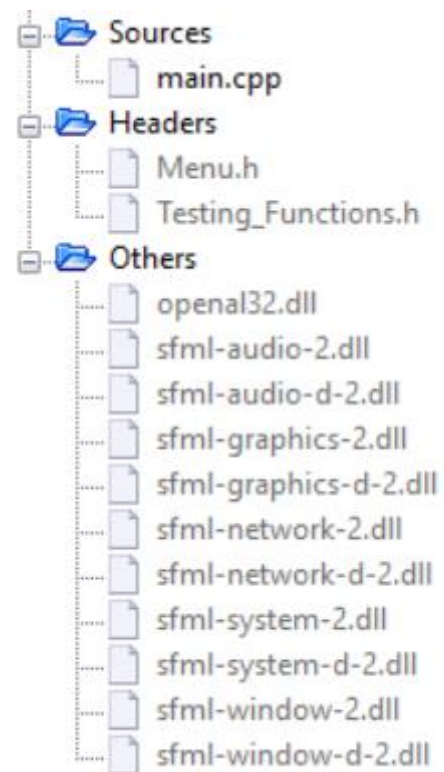 Sources
main.cpp
Headers
Menu.h
Testing_Functions.h
Others
openal32.dll
sfml-audio-2.dll
sfml-audio-d-2.dll
sfml-graphics-2.dll
sfml-graphics-d-2.dll
sfml-network-2.dll
sfml-network-d-2.dll
sfml-system-2.dll
sfml-system-d-2.dll
sfml-window-2.dll
sfml-window-d-2.dll